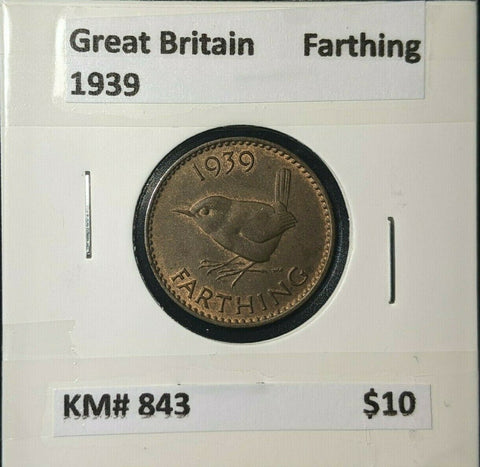 Great Britain Farthing
1939
1939
FARTHING
KM# 843 $10